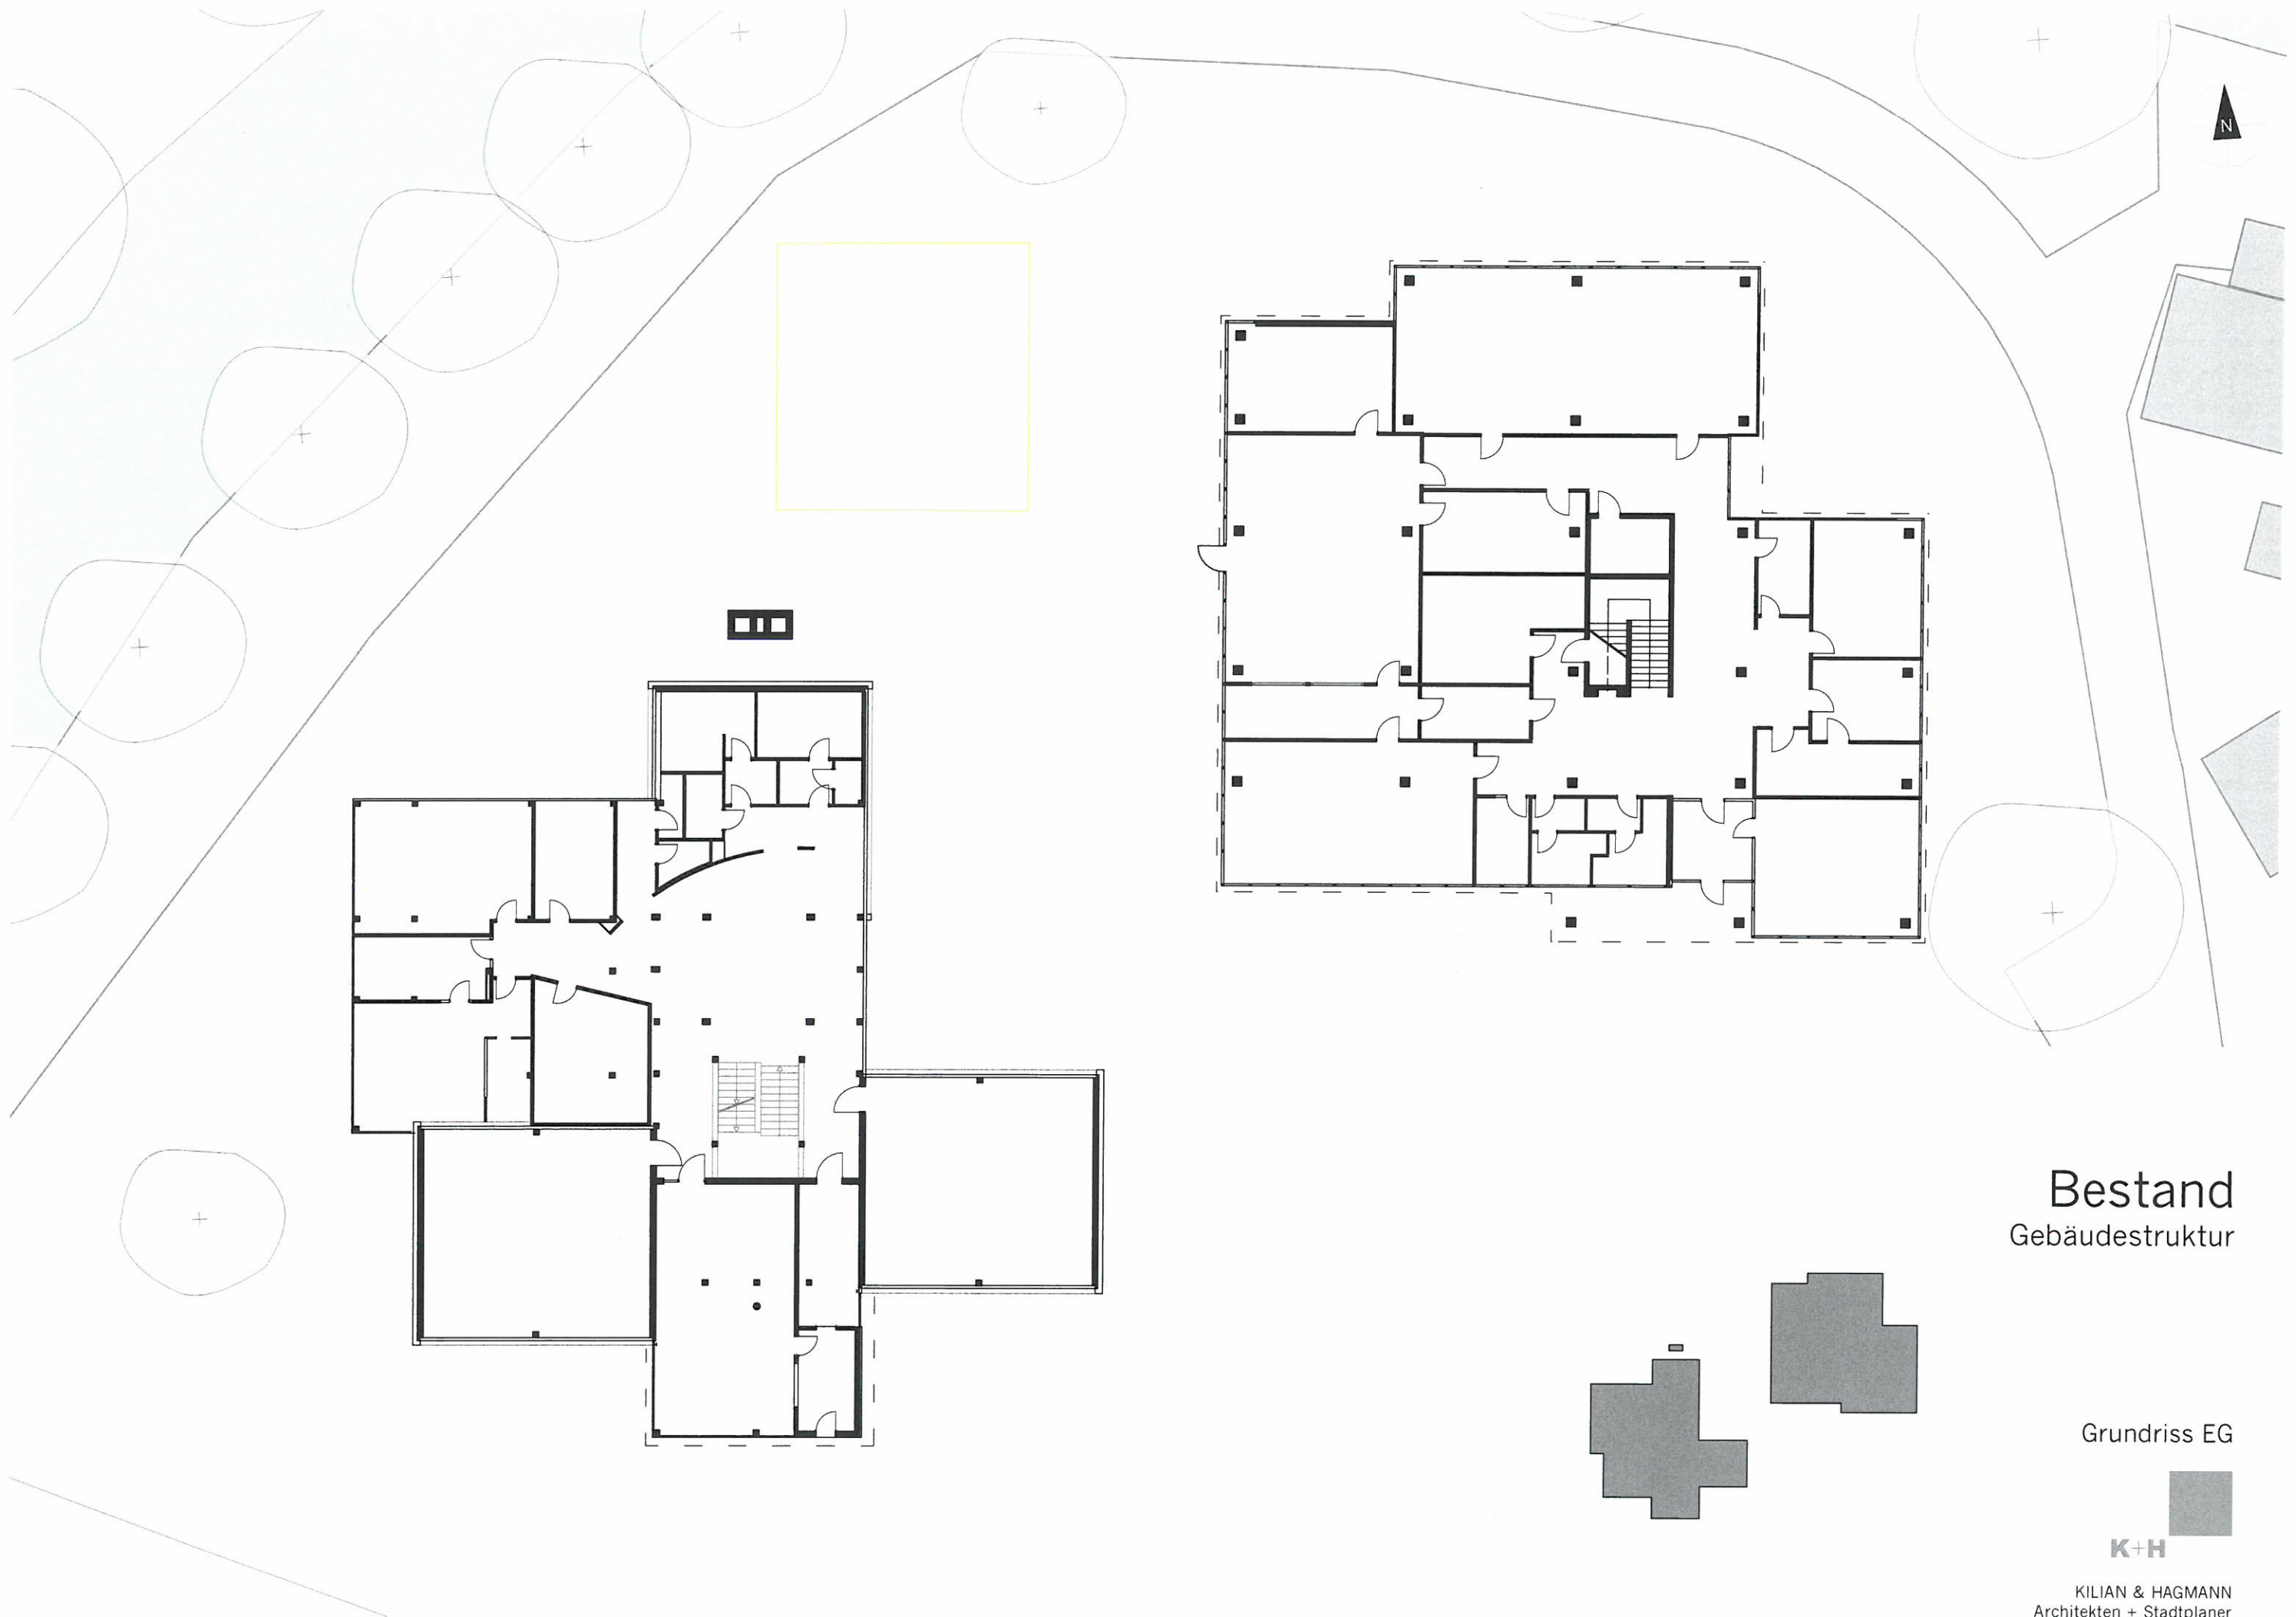 N
Bestand
Gebäudestruktur
Grundriss EG
K+H
KILIAN & HAGMANN
Architekten + Stadtplaner